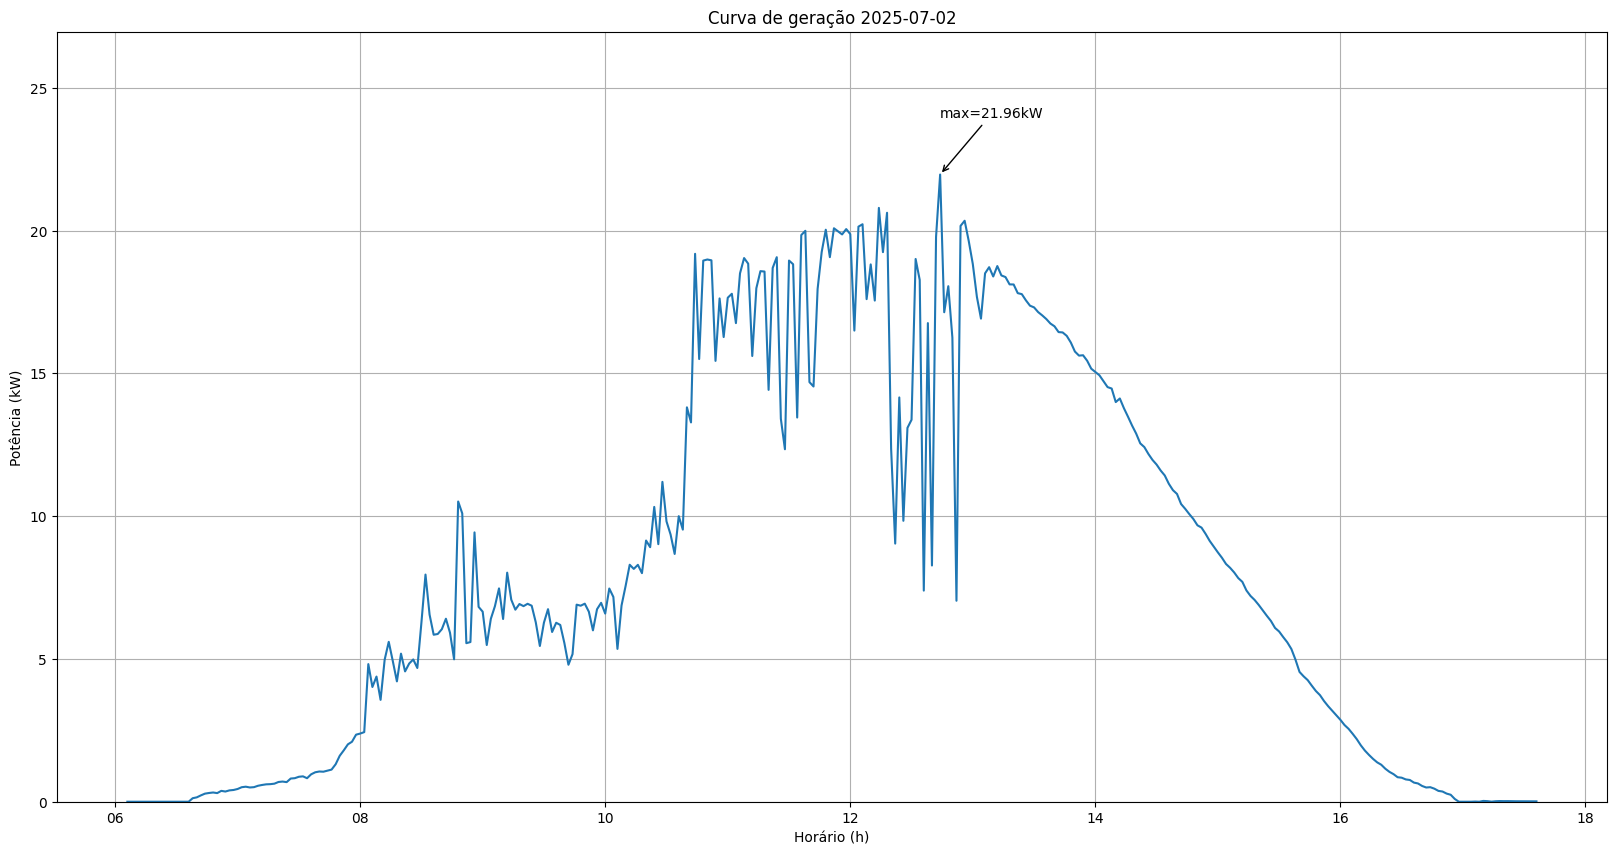 Curva de geração 2025-07-02
max=21.96kW
Potência (kW)
25
20
15
10
5
0
06 08 10 12 14 16 18
Horário (h)